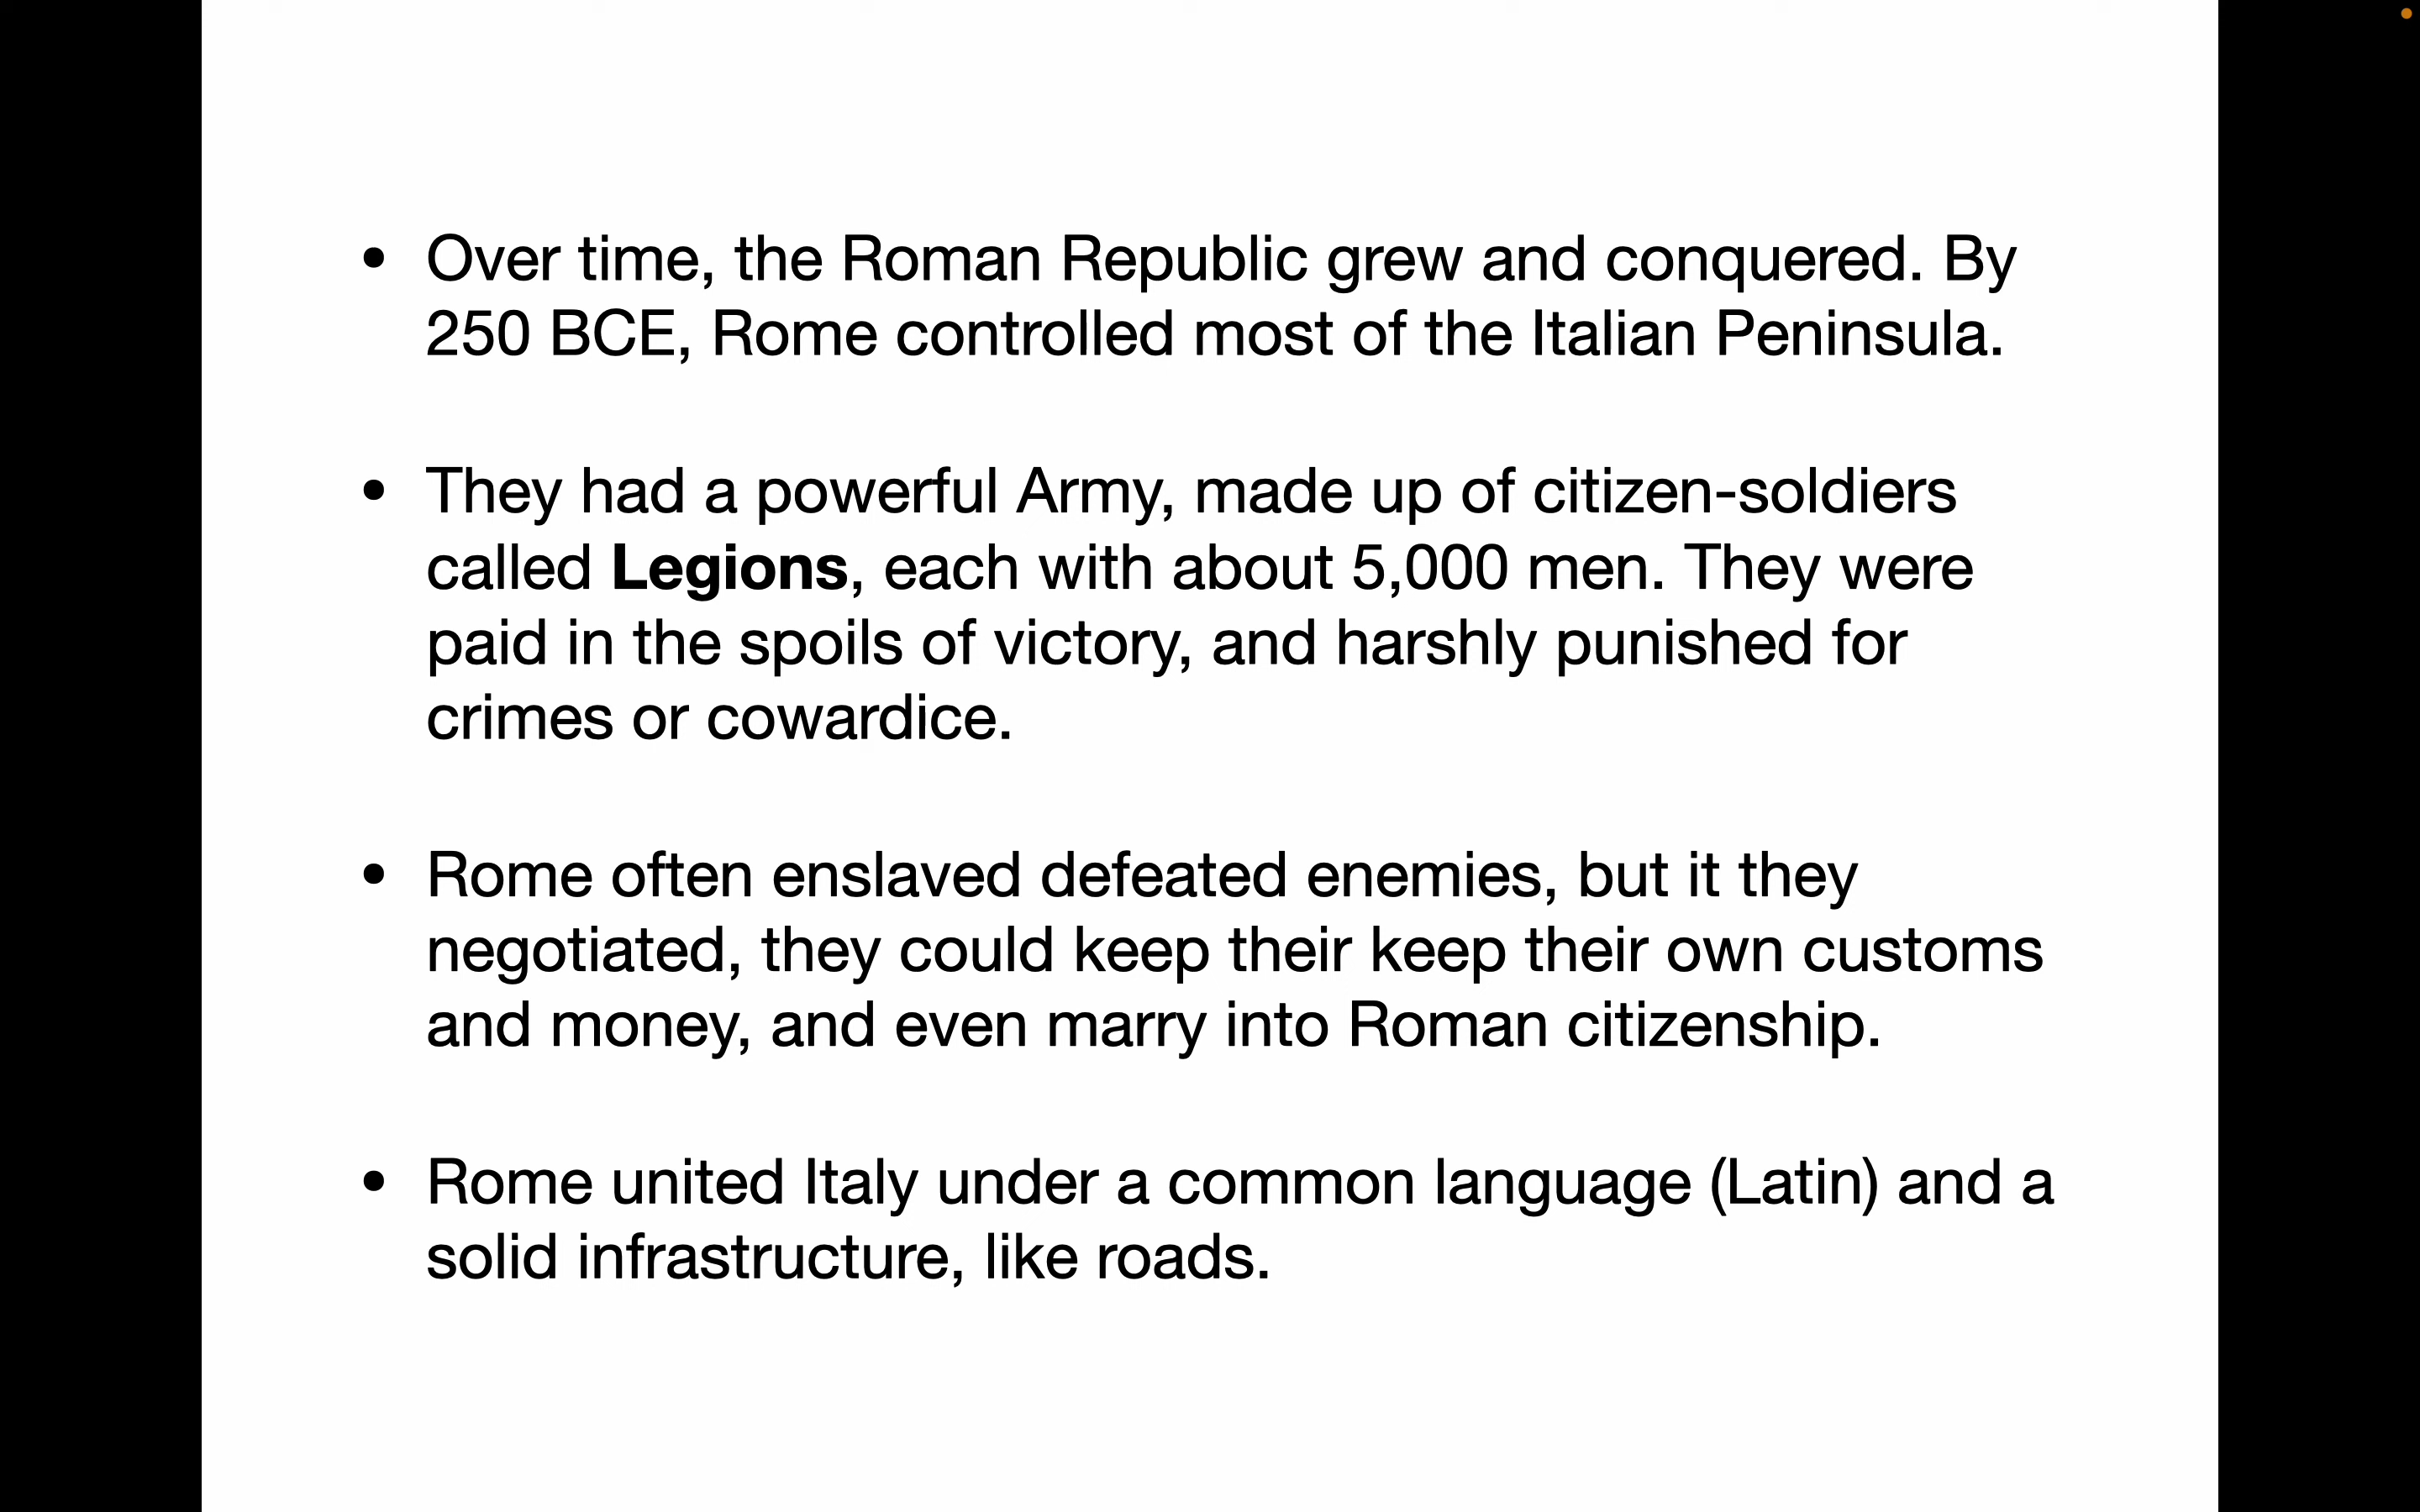 • Over time, the Roman Republic grew and conquered. By
250 BCE, Rome controlled most of the Italian Peninsula.
• They had a powerful Army, made up of citizen-soldiers
called Legions, each with about 5,000 men. They were
paid in the spoils of victory, and harshly punished for
crimes or cowardice.
• Rome often enslaved defeated enemies, but it they
negotiated, they could keep their keep their own customs
and money, and even marry into Roman citizenship.
• Rome united Italy under a common language (Latin) and a
solid infrastructure, like roads.